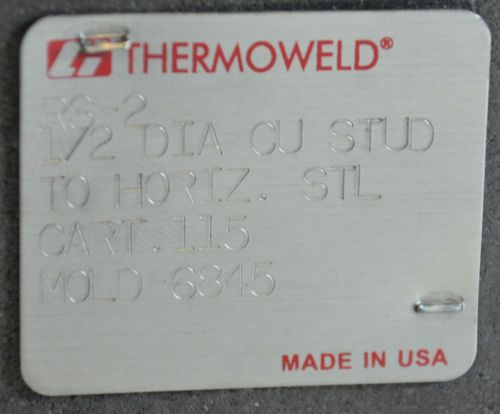 THERMOWELD®
RS-2
1/2 DIA CU STUD
TO HORIZ. STL
CART.115
MOLD-6845
MADE IN USA